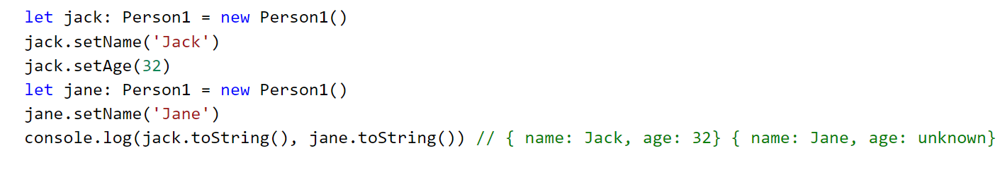 let jack: Person1 = new Person1()
jack.setName('Jack')
jack.setAge(32)
let jane: Person1 = new Person1()
jane.setName('Jane')
console.log(jack.toString(), jane.toString()) // { name: Jack, age: 32} { name: Jane, age: unknown}